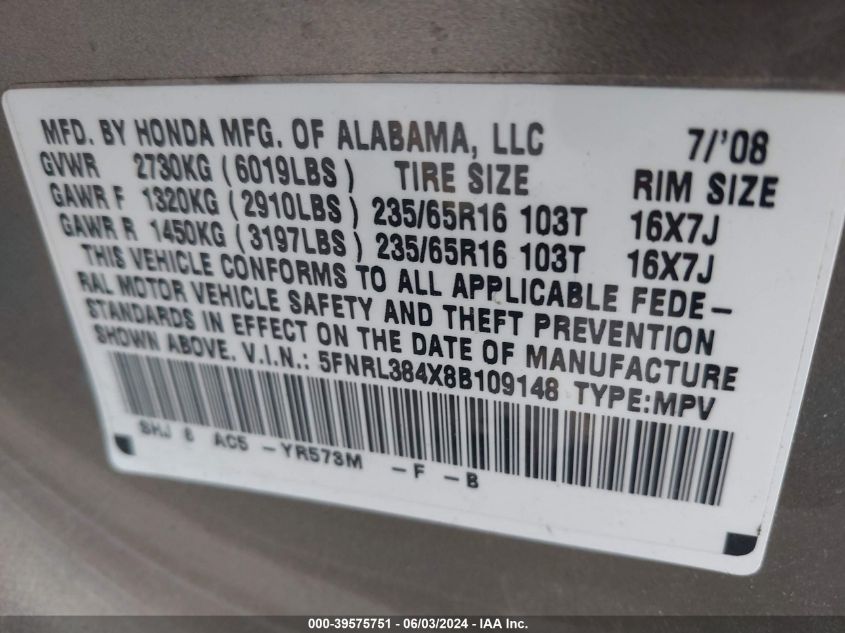 MFD. BY HONDA MFG. OF ALABAMA, LLC 7/'08
GVWR 2730KG (6019LBS) TIRE SIZE RIM SIZE
GAWR F 1320KG (2910LBS) 235/65R16 103T 16X7J
GAWR R 1450KG (3197LBS) 235/65R16 103T 16X7J
THIS VEHICLE CONFORMS TO ALL APPLICABLE FEDE-
RAL MOTOR VEHICLE SAFETY AND THEFT PREVENTION
STANDARDS IN EFFECT ON THE DATE OF MANUFACTURE
SHOWN ABOVE. V.I.N.: 5FNRL384X8B109148 TYPE:MPV
SHJ 8 AC5 -YR573M -F -B
000-39575751 - 06/03/2024 - IAA Inc.